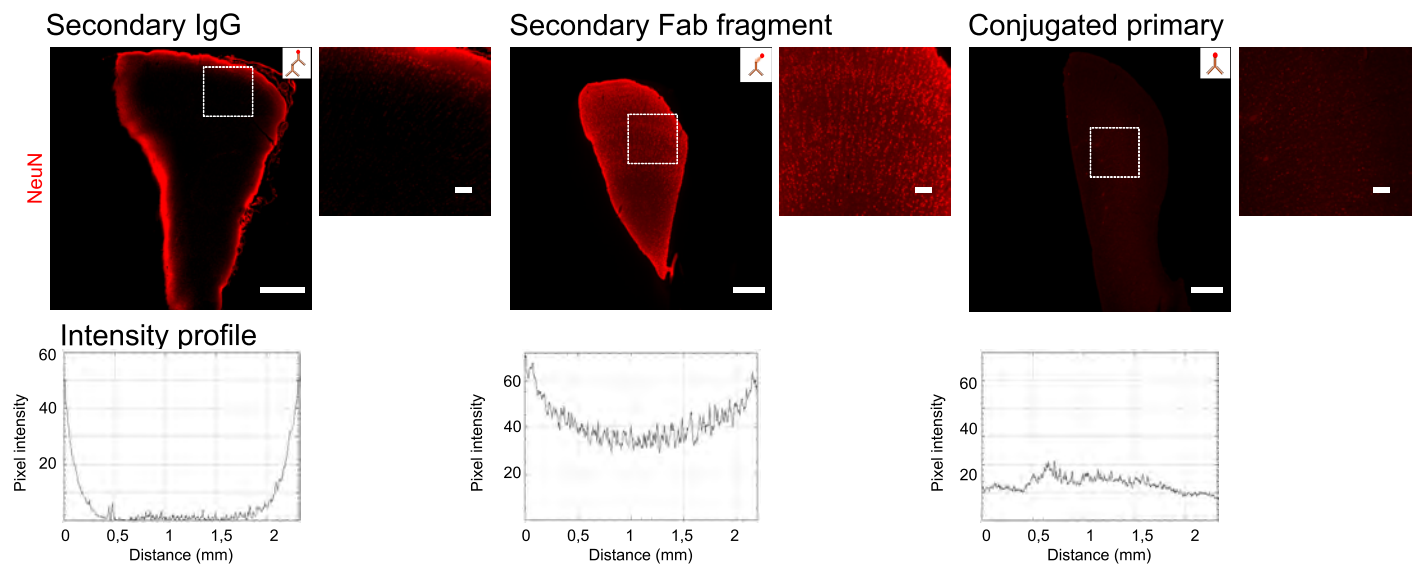 Secondary IgG
Secondary Fab fragment
Conjugated primary
NeuN
Intensity profile
Pixel intensity
60
40
20
0
0,5
1
1,5
2
Distance (mm)
Pixel intensity
60
40
20
0
0,5
1
1,5
2
Distance (mm)
Pixel intensity
60
40
20
0
0,5
1
1,5
2
Distance (mm)